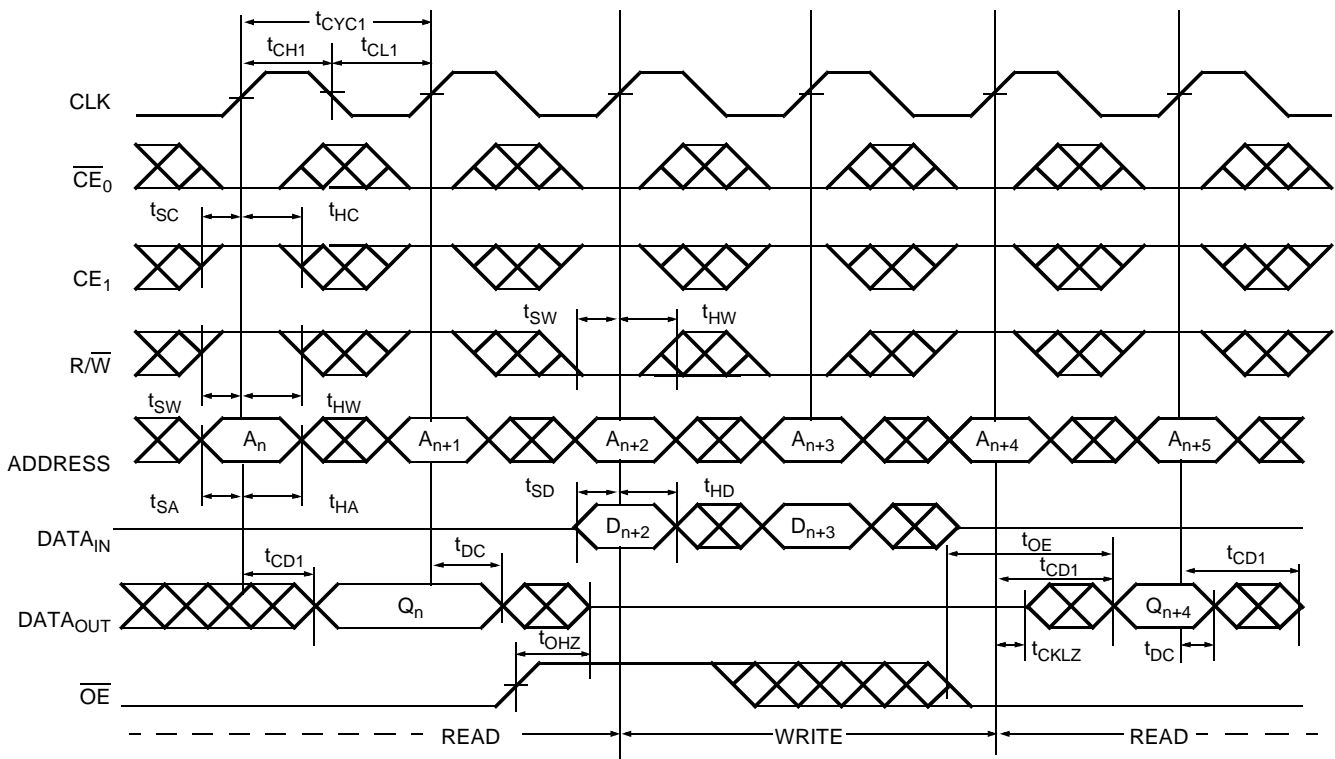 tCYC1
tCH1 tCL1
CLK
CE0
tSC tHC
CE1
tSW tHW
R/W
tSW tHW
An An+1 An+2 An+3 An+4 An+5
ADDRESS
tSA tHA tSD tHD
Dn+2 Dn+3
DATAIN
tOE
tCD1 tDC tCD1 tCD1
Qn Qn+4
DATAOUT
tOHZ tCKLZ tDC
OE
READ WRITE READ